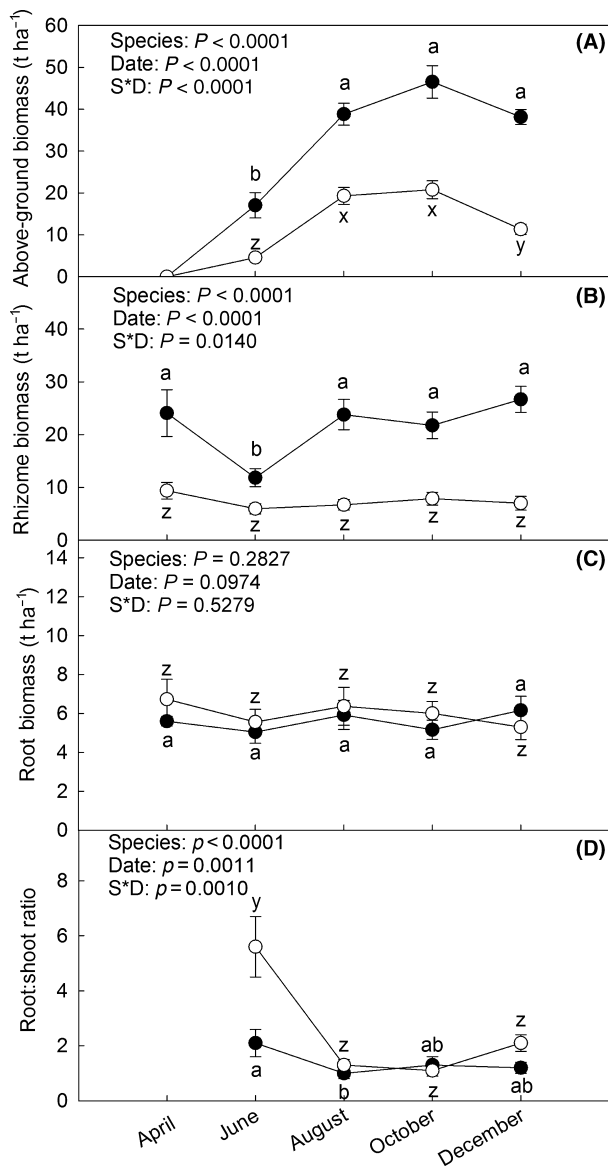 60
50
40
30
20
10
0
Above-ground biomass (t ha⁻¹)
Species: P < 0.0001
Date: P < 0.0001
S*D: P < 0.0001
(A)
b
a
a
a
z
x
x
y
40
30
20
10
0
Rhizome biomass (t ha⁻¹)
Species: P < 0.0001
Date: P < 0.0001
S*D: P = 0.0140
(B)
a
b
a
a
a
z
z
z
z
z
14
12
10
8
6
4
2
0
Root biomass (t ha⁻¹)
Species: P = 0.2827
Date: P = 0.0974
S*D: P = 0.5279
(C)
z
z
z
z
a
a
a
a
a
z
8
6
4
2
0
Root:shoot ratio
Species: p < 0.0001
Date: p = 0.0011
S*D: p = 0.0010
(D)
y
a
z
b
ab
z
z
ab
April
June
August
October
December